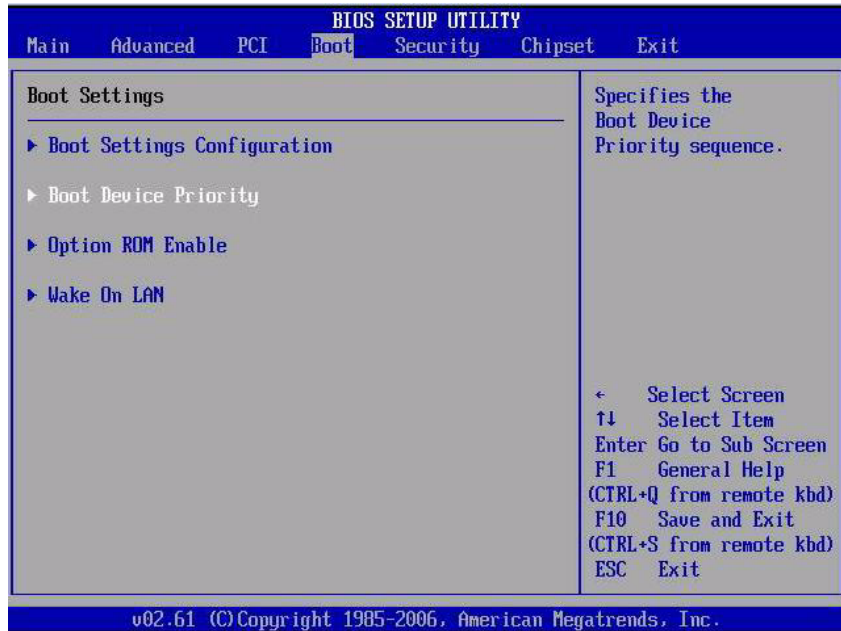 BIOS SETUP UTILITY
Main Advanced PCI Boot Security Chipset Exit
Boot Settings
▶ Boot Settings Configuration
▶ Boot Device Priority
▶ Option ROM Enable
▶ Wake On LAN
Specifies the
Boot Device
Priority sequence.
← Select Screen
↑↓ Select Item
Enter Go to Sub Screen
F1 General Help
(CTRL+Q from remote kbd)
F10 Save and Exit
(CTRL+S from remote kbd)
ESC Exit
v02.61 (C)Copyright 1985-2006, American Megatrends, Inc.